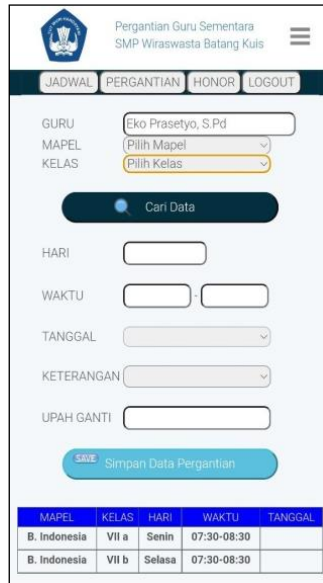 Pergantian Guru Sementara
SMP Wiraswasta Batang Kuis
JADWAL PERGANTIAN HONOR LOGOUT
GURU Eko Prasetyo, S.Pd
MAPEL Pilih Mapel
KELAS Pilih Kelas
Cari Data
HARI
WAKTU -
TANGGAL
KETERANGAN
UPAH GANTI
SAVE Simpan Data Pergantian
MAPEL KELAS HARI WAKTU TANGGAL
B. Indonesia VII a Senin 07:30-08:30
B. Indonesia VII b Selasa 07:30-08:30